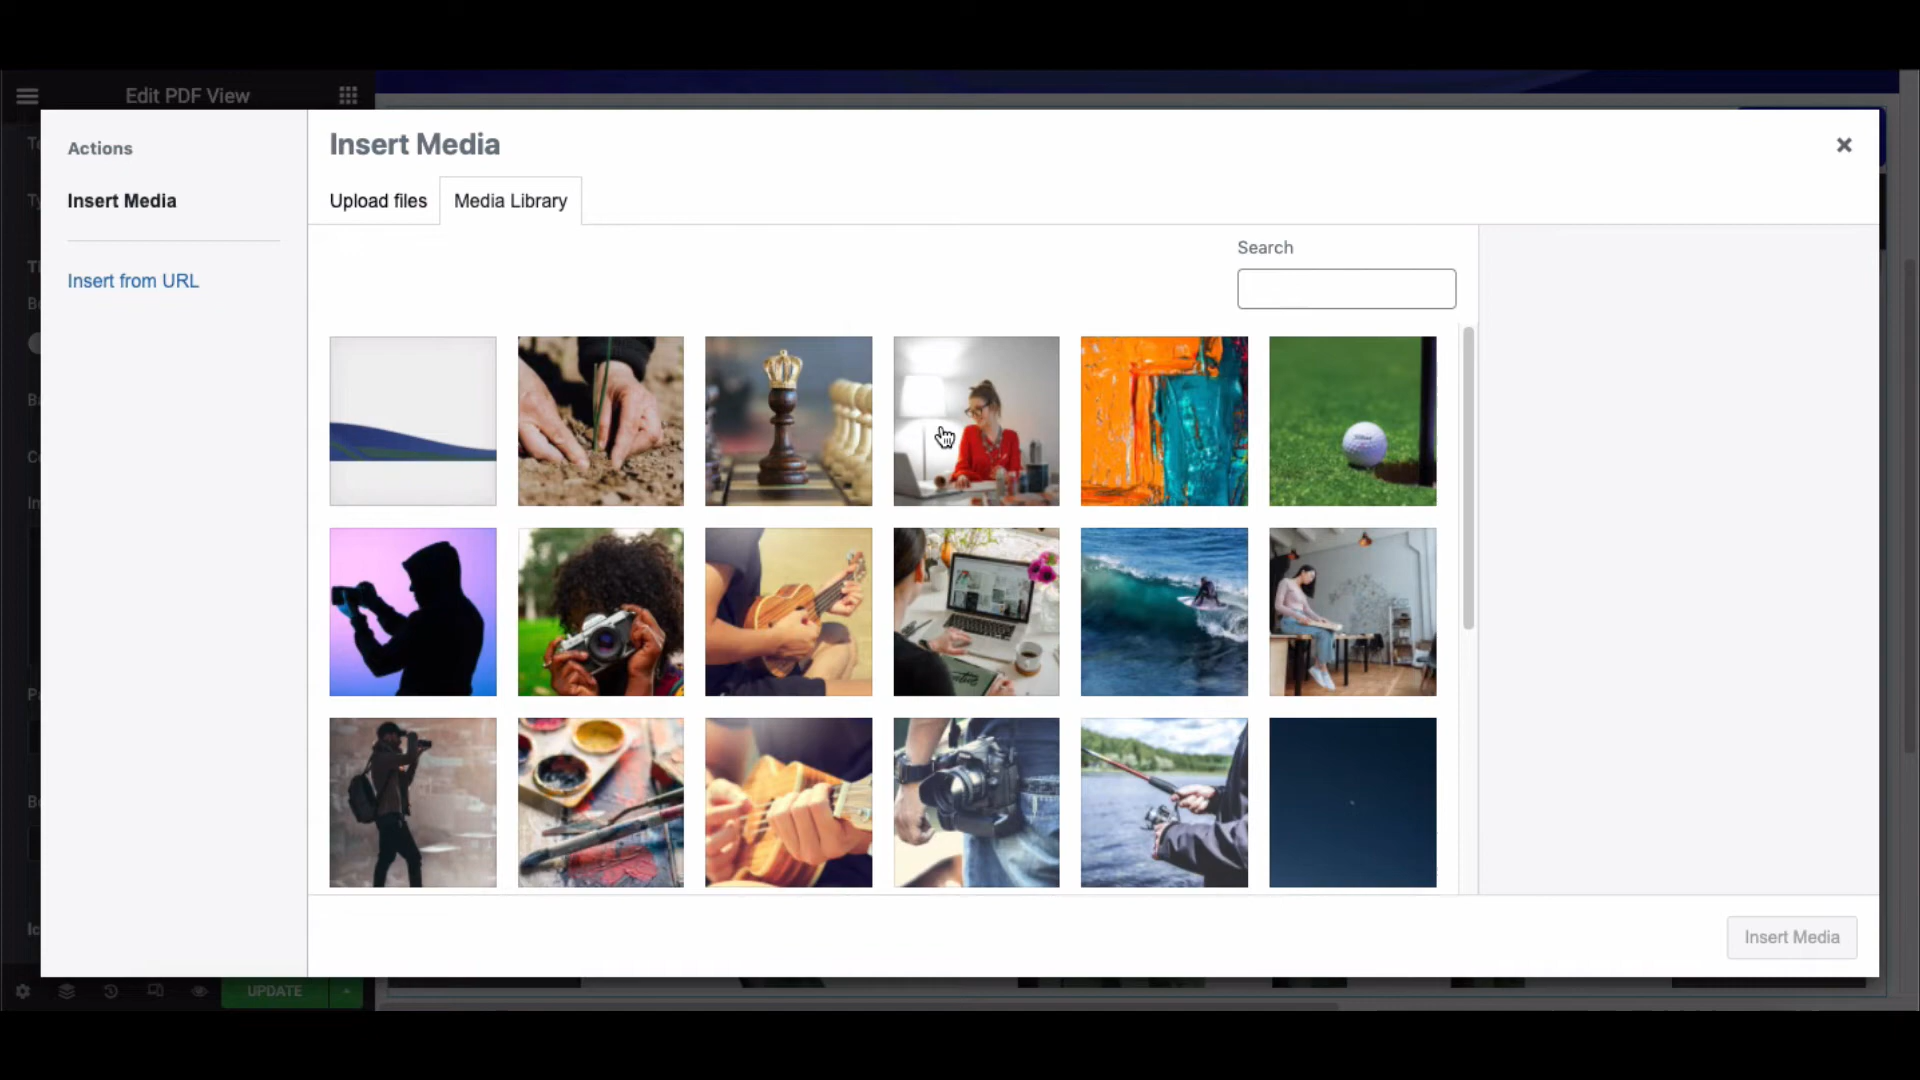 Edit PDF View
Actions
Insert Media
Insert from URL
Insert Media
Upload files
Media Library
Search
Insert Media
UPDATE